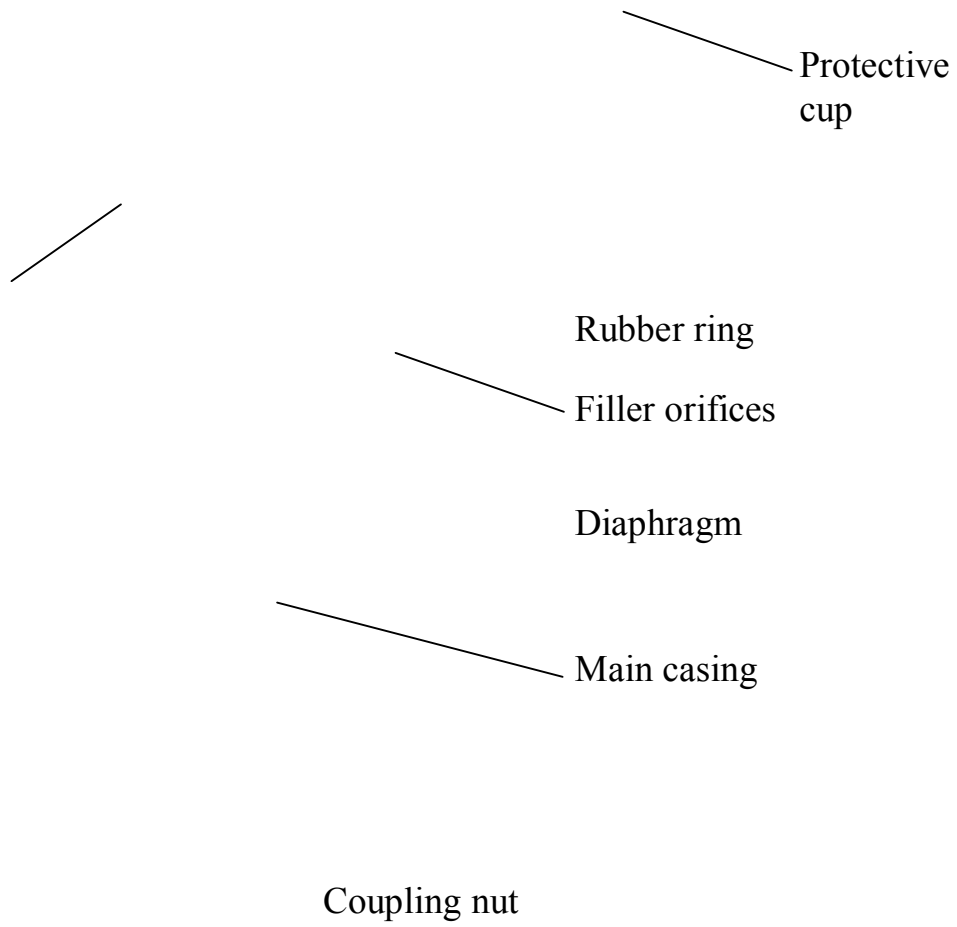 Protective
cup
Rubber ring
Filler orifices
Diaphragm
Main casing
Coupling nut